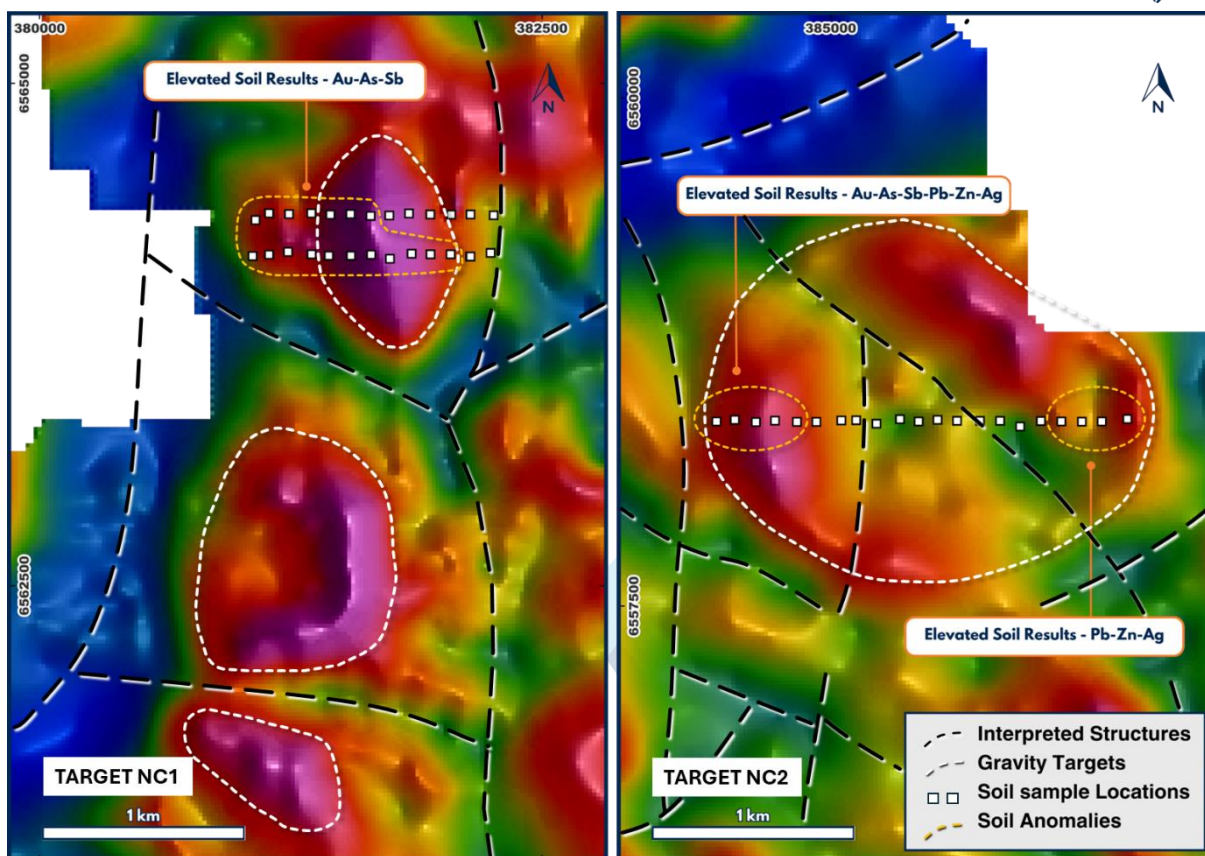 380000
382500
6565000
Elevated Soil Results - Au-As-Sb
N
6562500
TARGET NC1
1 km
385000
6560000
N
Elevated Soil Results - Au-As-Sb-Pb-Zn-Ag
6557500
Elevated Soil Results - Pb-Zn-Ag
TARGET NC2
1 km
Interpreted Structures
Gravity Targets
Soil sample Locations
Soil Anomalies